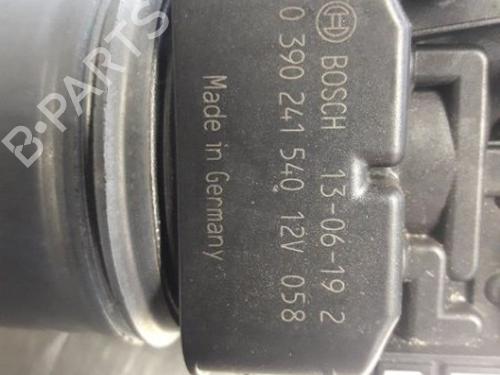 BOSCH 13-06-19 2
0 390 241 540 12V 058
Made in Germany
B-PARTS